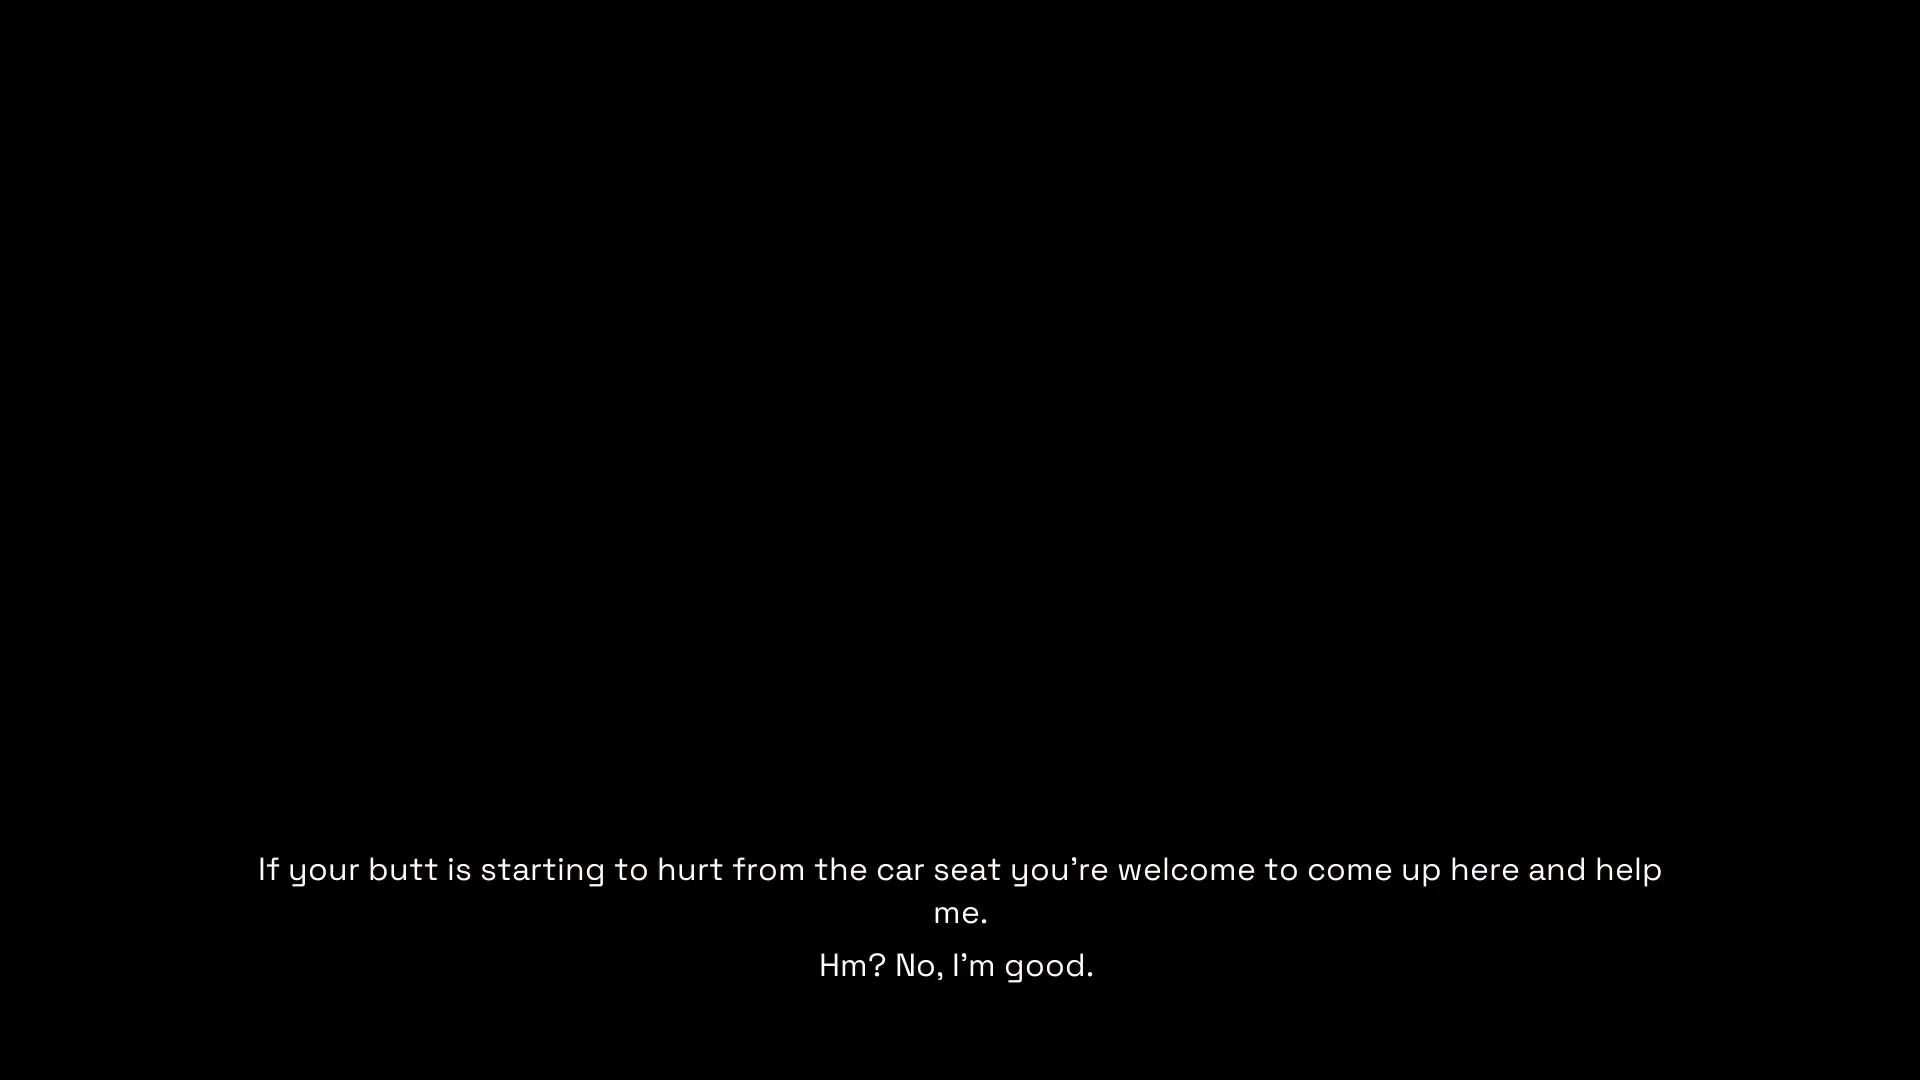 If your butt is starting to hurt from the car seat you’re welcome to come up here and help
me.
Hm? No, I’m good.